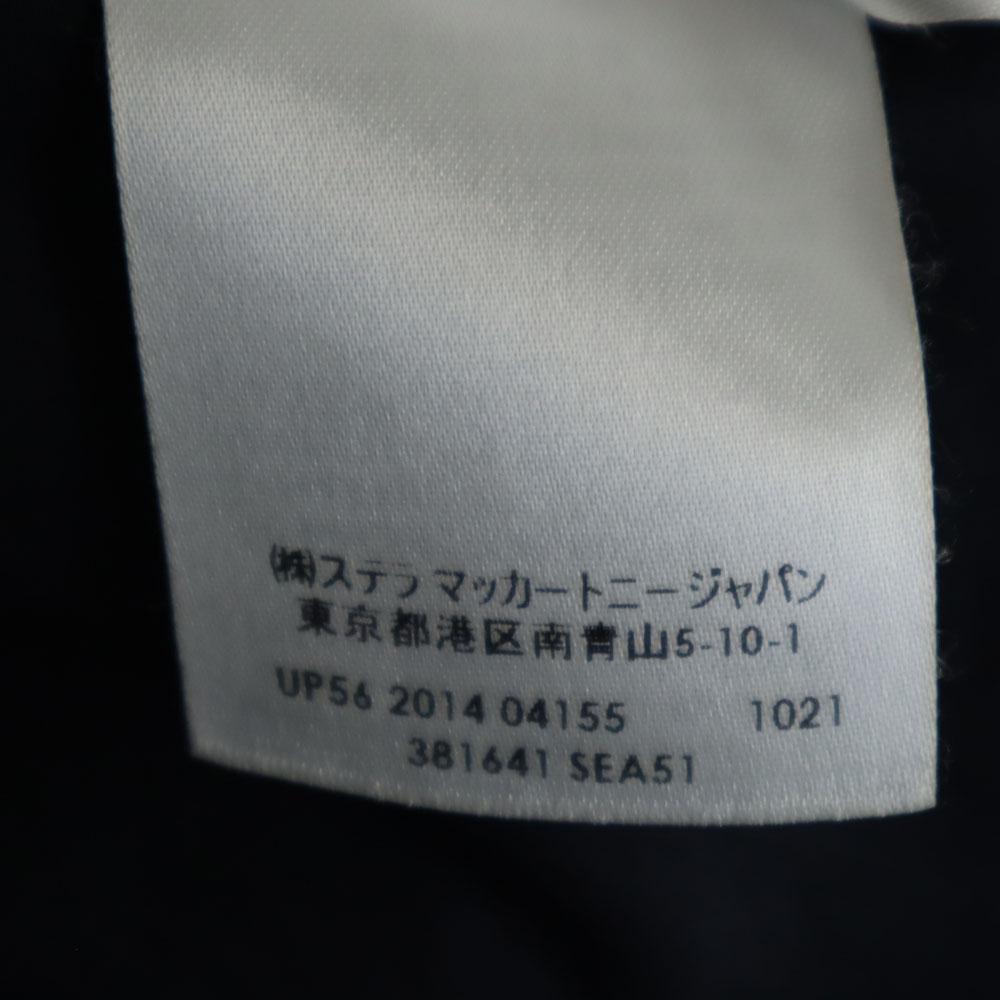 (株)ステラ マッカートニージャパン
東京都港区南青山5-10-1
UP56 2014 04155 1021
381641 SEA51